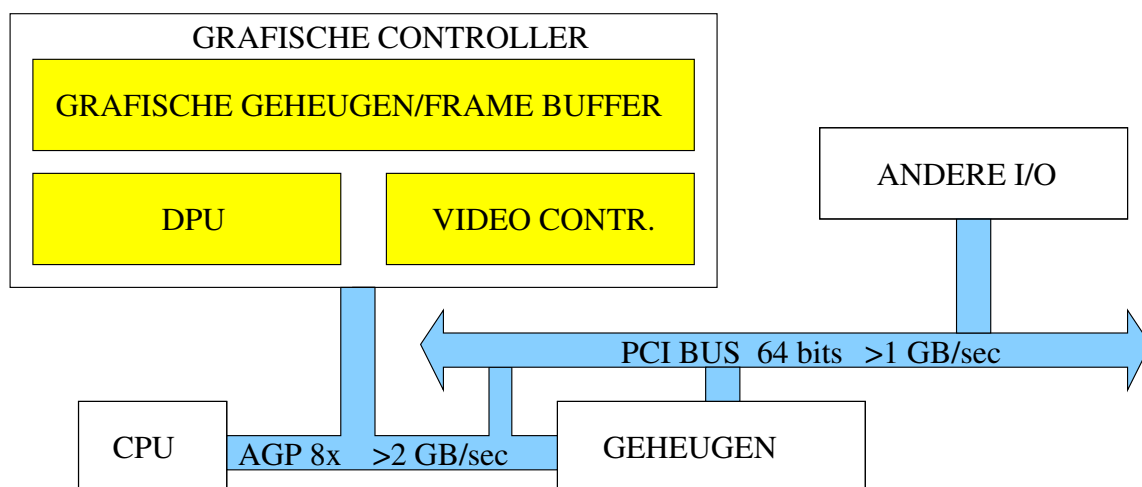 GRAFISCHE CONTROLLER
GRAFISCHE GEHEUGEN/FRAME BUFFER
DPU
VIDEO CONTR.
ANDERE I/O
PCI BUS 64 bits >1 GB/sec
CPU
AGP 8x >2 GB/sec
GEHEUGEN